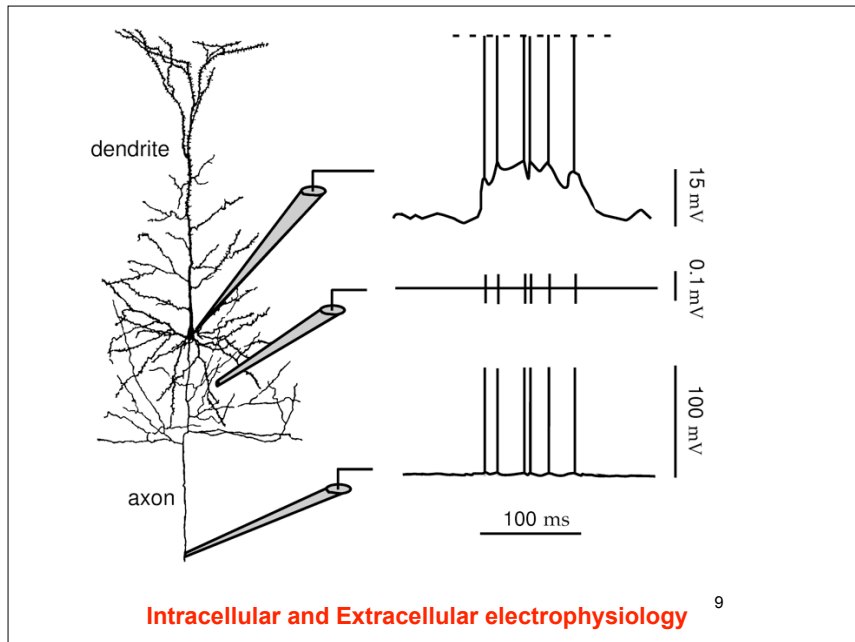 dendrite
15 mV
0.1 mV
100 mV
axon
100 ms
Intracellular and Extracellular electrophysiology
9